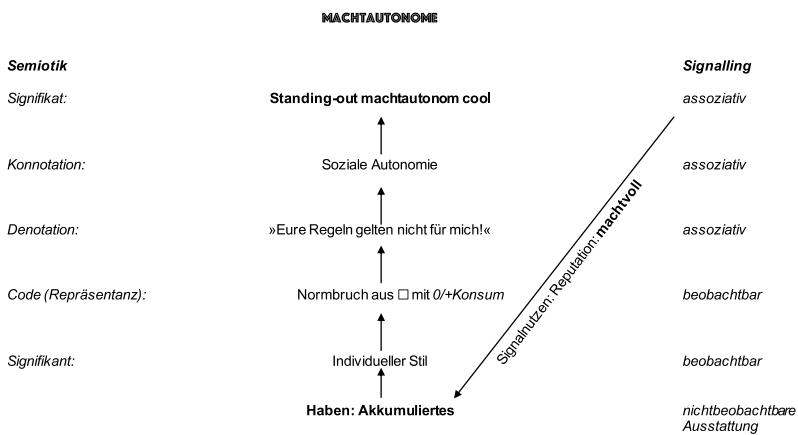 MACHTAUTONOME
Semiotik Signalling
Signifikat: Standing-out machtautonom cool assoziativ
Konnotation: Soziale Autonomie assoziativ
Denotation: »Eure Regeln gelten nicht für mich!« assoziativ
Signalnutzen: Reputation: machtvoll
Code (Repräsentanz): Normbruch aus □ mit 0/+Konsum beobachtbar
Signifikant: Individueller Stil beobachtbar
Haben: Akkumuliertes nichtbeobachtbare
Ausstattung